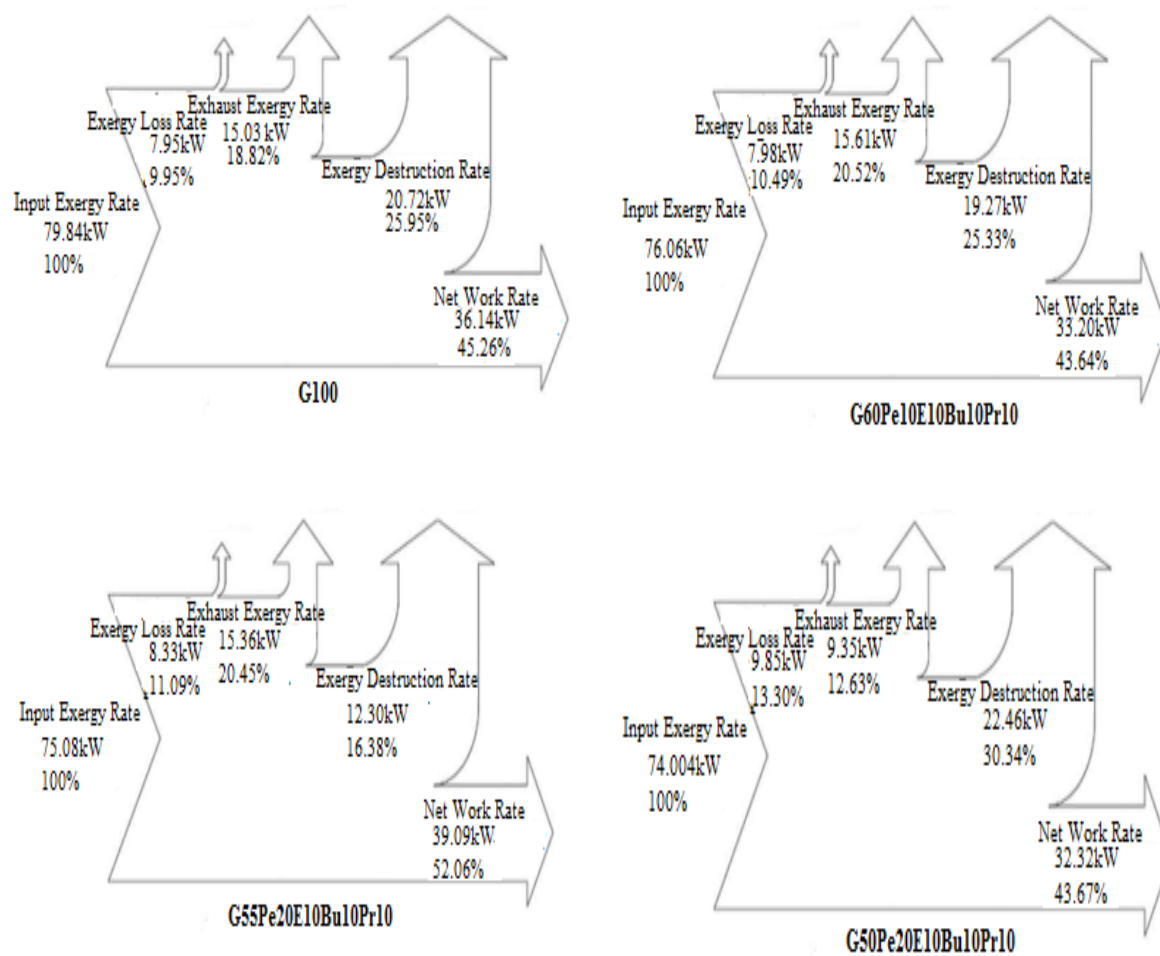 Exhaust Exergy Rate
15.03 kW
18.82%
Exergy Loss Rate
7.95kW
9.95%
Input Exergy Rate
79.84kW
100%
Exergy Destruction Rate
20.72kW
25.95%
Net Work Rate
36.14kW
45.26%
G100
Exhaust Exergy Rate
15.61kW
20.52%
Exergy Loss Rate
7.98kW
10.49%
Input Exergy Rate
76.06kW
100%
Exergy Destruction Rate
19.27kW
25.33%
Net Work Rate
33.20kW
43.64%
G60Pe10E10Bu10Pr10
Exhaust Exergy Rate
15.36kW
20.45%
Exergy Loss Rate
8.33kW
11.09%
Input Exergy Rate
75.08kW
100%
Exergy Destruction Rate
12.30kW
16.38%
Net Work Rate
39.09kW
52.06%
G55Pe20E10Bu10Pr10
Exhaust Exergy Rate
9.35kW
12.63%
Exergy Loss Rate
9.85kW
13.30%
Input Exergy Rate
74.004kW
100%
Exergy Destruction Rate
22.46kW
30.34%
Net Work Rate
32.32kW
43.67%
G50Pe20E10Bu10Pr10